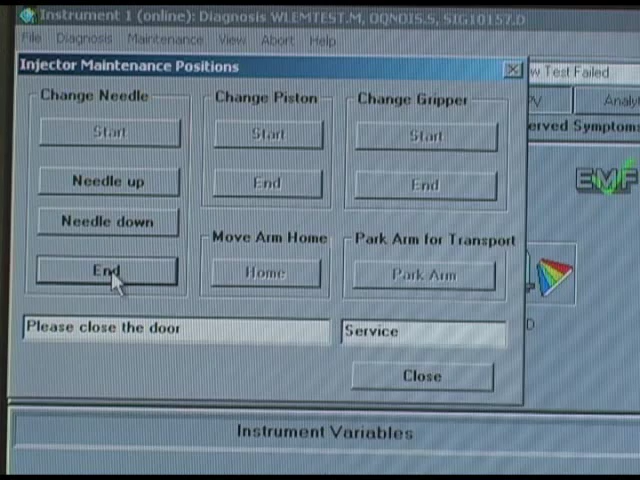 Instrument 1 (online): Diagnosis WLEMTEST.M, OQNOIS.S, SIG10157.D
File Diagnosis Maintenance View Abort Help
Injector Maintenance Positions
w Test Failed
Change Needle
Change Piston
Change Gripper
Start
Start
Start
Needle up
End
End
Needle down
Move Arm Home
Park Arm for Transport
End
Home
Park Arm
Please close the door
Service
Close
Analy
erved Symptoms
EMF
D
Instrument Variables